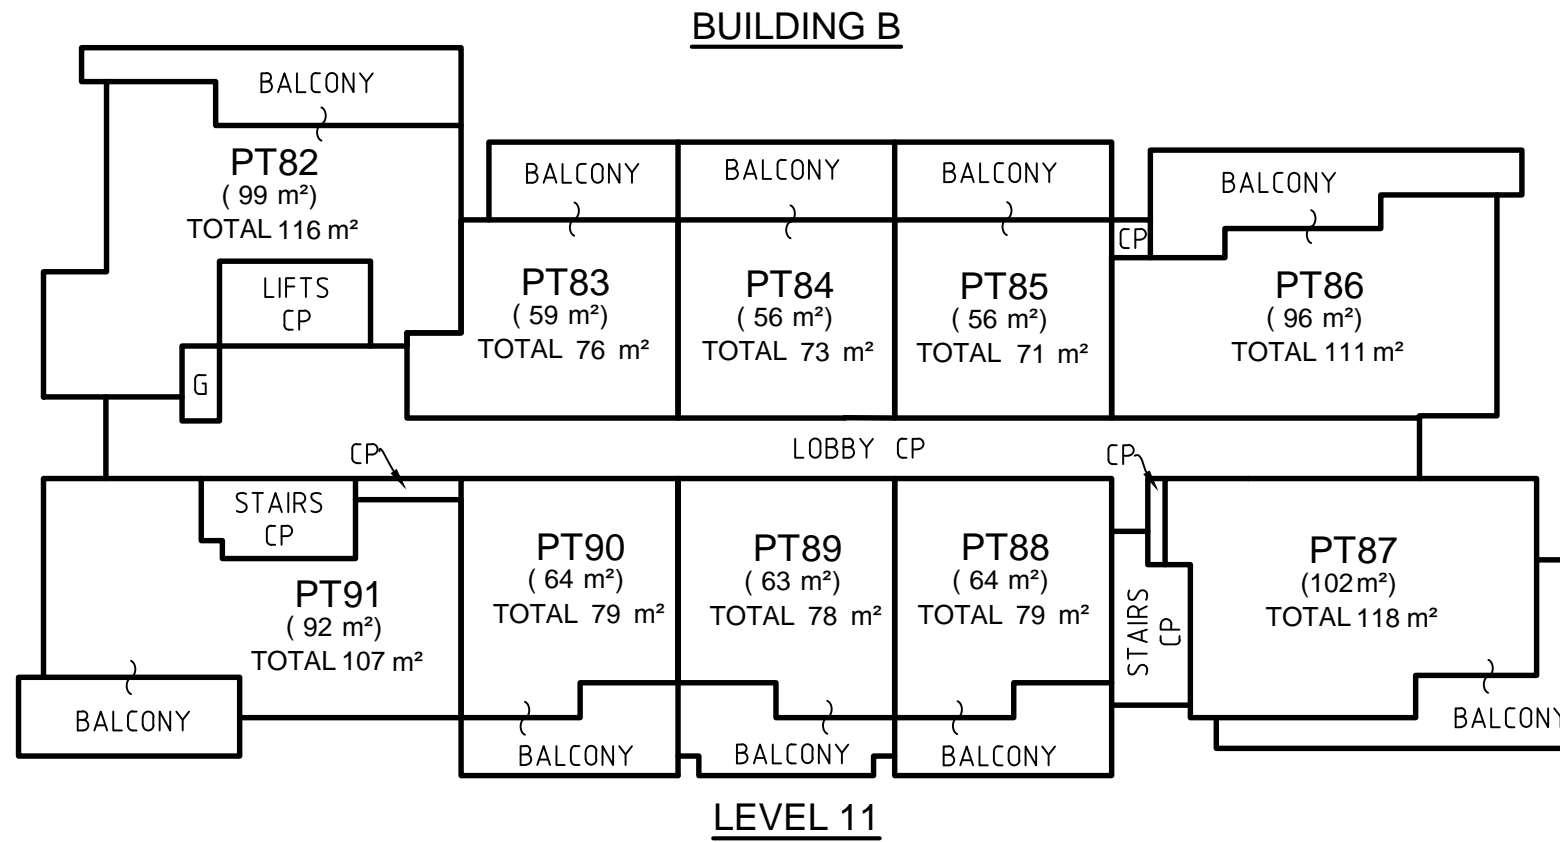 BUILDING B
BALCONY
PT82
( 99 m²)
TOTAL 116 m²
LIFTS
CP
G
BALCONY
PT83
( 59 m²)
TOTAL 76 m²
BALCONY
PT84
( 56 m²)
TOTAL 73 m²
BALCONY
PT85
( 56 m²)
TOTAL 71 m²
CP
BALCONY
PT86
( 96 m²)
TOTAL 111 m²
LOBBY CP
CP
CP
STAIRS
CP
PT91
( 92 m²)
TOTAL 107 m²
BALCONY
PT90
( 64 m²)
TOTAL 79 m²
BALCONY
PT89
( 63 m²)
TOTAL 78 m²
BALCONY
PT88
( 64 m²)
TOTAL 79 m²
BALCONY
STAIRS
CP
PT87
(102 m²)
TOTAL 118 m²
BALCONY
LEVEL 11